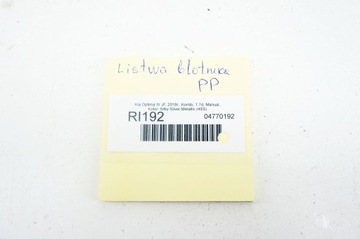 Listwa błotnika
PP
Kia Optima IV JF, 2018r., Kombi, 1.7d, Manual,
Kolor: Silky Silver Metallic (4SS)
RI192
04770192